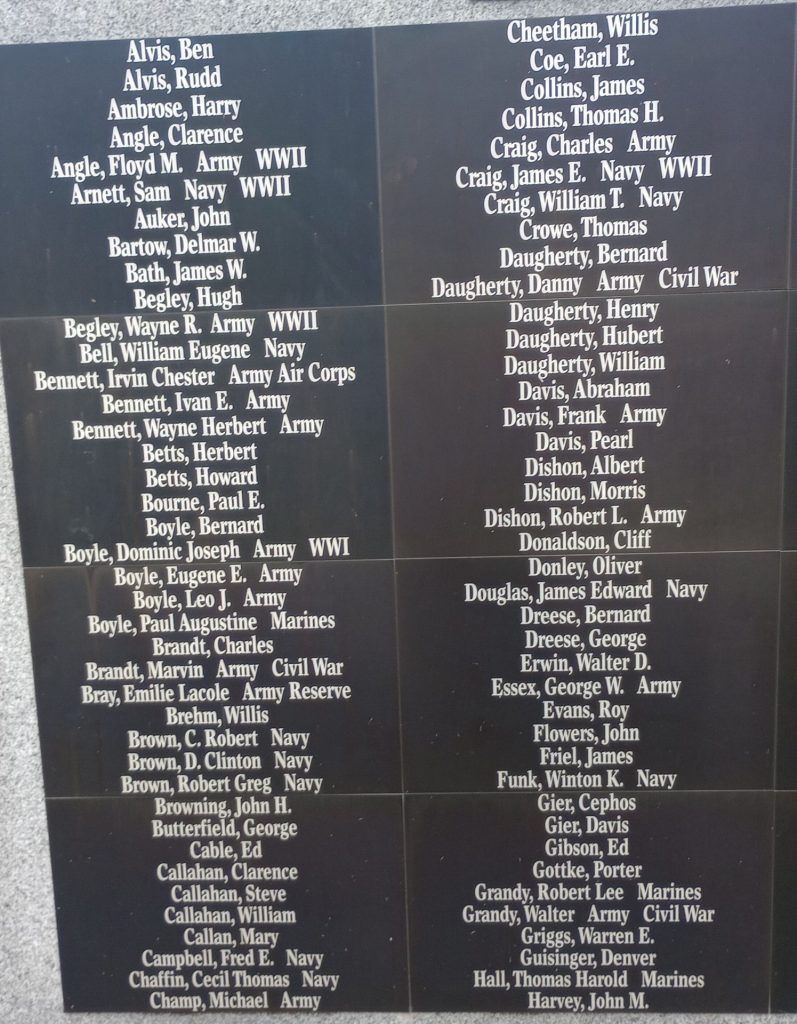 Alvis, Ben
Alvis, Rudd
Ambrose, Harry
Angle, Clarence
Angle, Floyd M. Army WWII
Arnett, Sam Navy WWII
Auker, John
Bartow, Delmar W.
Bath, James W.
Begley, Hugh
Begley, Wayne R. Army WWII
Bell, William Eugene Navy
Bennett, Irvin Chester Army Air Corps
Bennett, Ivan E. Army
Bennett, Wayne Herbert Army
Betts, Herbert
Betts, Howard
Bourne, Paul E.
Boyle, Bernard
Boyle, Dominic Joseph Army WWI
Boyle, Eugene E. Army
Boyle, Leo J. Army
Boyle, Paul Augustine Marines
Brandt, Charles
Brandt, Marvin Army Civil War
Bray, Emilie Lacole Army Reserve
Brehm, Willis
Brown, C. Robert Navy
Brown, D. Clinton Navy
Brown, Robert Greg Navy
Browning, John H.
Butterfield, George
Cable, Ed
Callahan, Clarence
Callahan, Steve
Callahan, William
Callan, Mary
Campbell, Fred E. Navy
Chaffin, Cecil Thomas Navy
Champ, Michael Army
Cheetham, Willis
Coe, Earl E.
Collins, James
Collins, Thomas H.
Craig, Charles Army
Craig, James E. Navy WWII
Craig, William T. Navy
Crowe, Thomas
Daugherty, Bernard
Daugherty, Danny Army Civil War
Daugherty, Henry
Daugherty, Hubert
Daugherty, William
Davis, Abraham
Davis, Frank Army
Davis, Pearl
Dishon, Albert
Dishon, Morris
Dishon, Robert L. Army
Donaldson, Cliff
Donley, Oliver
Douglas, James Edward Navy
Dreese, Bernard
Dreese, George
Erwin, Walter D.
Essex, George W. Army
Evans, Roy
Flowers, John
Friel, James
Funk, Winton K. Navy
Gier, Cephos
Gier, Davis
Gibson, Ed
Gottke, Porter
Grandy, Robert Lee Marines
Grandy, Walter Army Civil War
Griggs, Warren E.
Guisinger, Denver
Hall, Thomas Harold Marines
Harvey, John M.